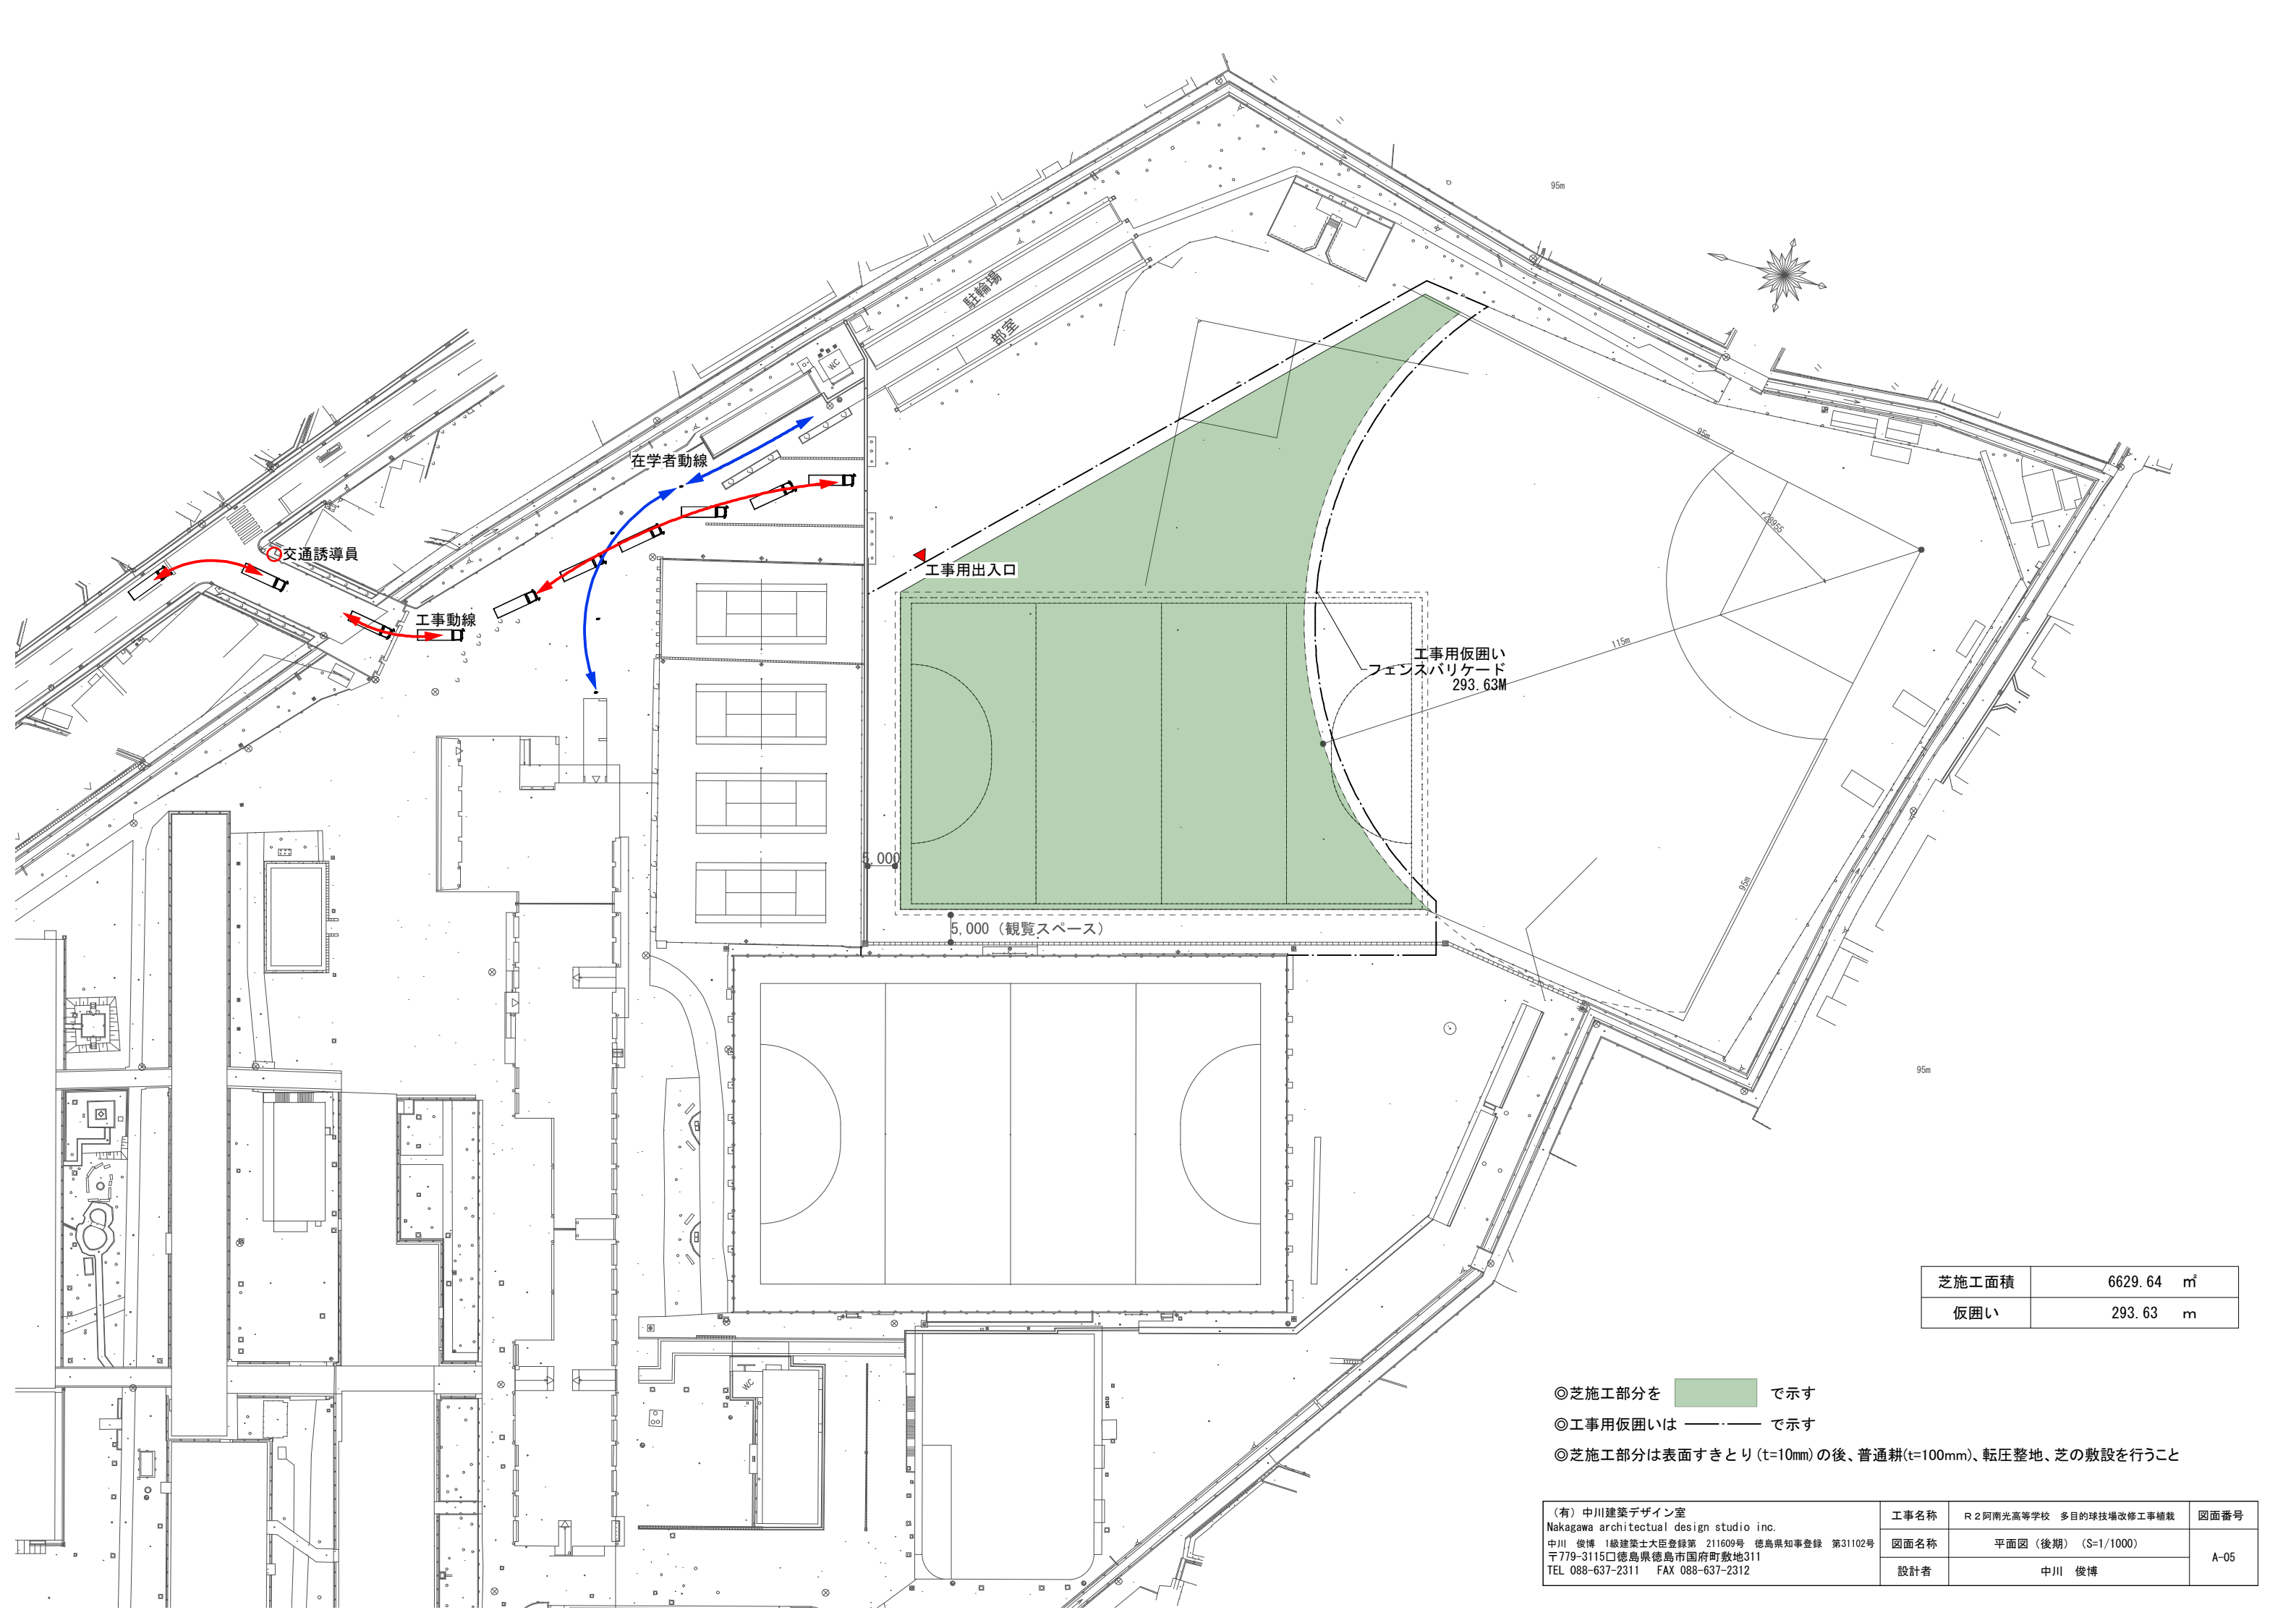 95m
駐輪場
部室
WC
在学者動線
交通誘導員
工事動線
工事用出入口
95m
r28955
115m
工事用仮囲い
フェンスバリケード
293.63M
5,000
5,000（観覧スペース）
95m
95m
WC
芝施工面積 6629.64 ㎡
仮囲い 293.63 m
◎芝施工部分を で示す
◎工事用仮囲いは で示す
◎芝施工部分は表面すきとり(t=10mm)の後、普通耕(t=100mm)、転圧整地、芝の敷設を行うこと
（有）中川建築デザイン室
Nakagawa architectual design studio inc.
中川 俊博 1級建築士大臣登録第 211609号 徳島県知事登録 第31102号
〒779-3115□徳島県徳島市国府町敷地311
TEL 088-637-2311 FAX 088-637-2312
工事名称 Ｒ２阿南光高等学校 多目的球技場改修工事植栽 図面番号
図面名称 平面図（後期）（S=1/1000）
A-05
設計者 中川 俊博